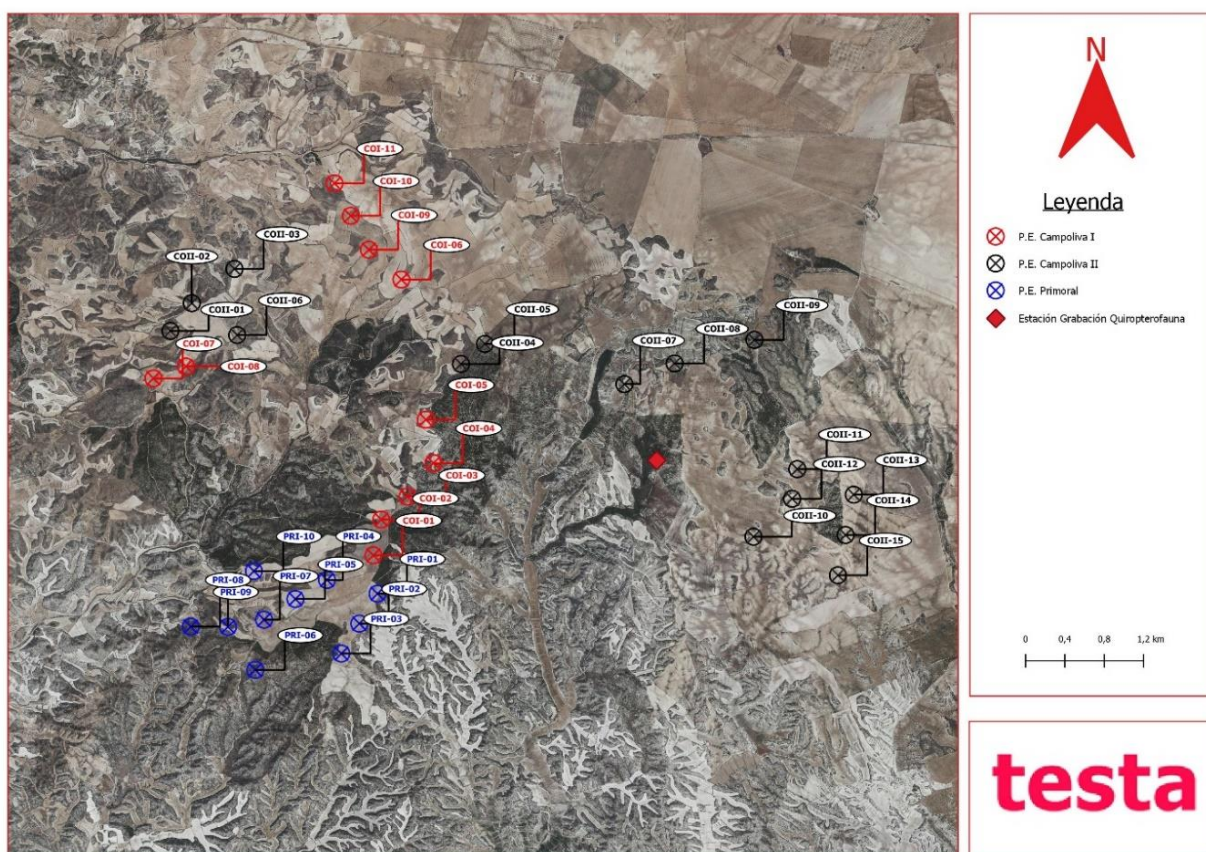 COI-11
COI-10
COI-09
COII-03
COI-06
COII-02
COII-06
COII-01
COII-09
COII-05
COII-08
COI-07
COII-04
COII-07
COI-08
COI-05
COI-04
COII-11
COII-13
COII-12
COI-03
COI-02
COII-14
COII-10
COI-01
PRI-10
PRI-04
COII-15
PRI-01
PRI-05
PRI-07
PRI-08
PRI-02
PRI-09
PRI-03
PRI-06
N
Leyenda
P.E. Campoliva I
P.E. Campoliva II
P.E. Primoral
Estación Grabación Quiropterofauna
0 0,4 0,8 1,2 km
testa